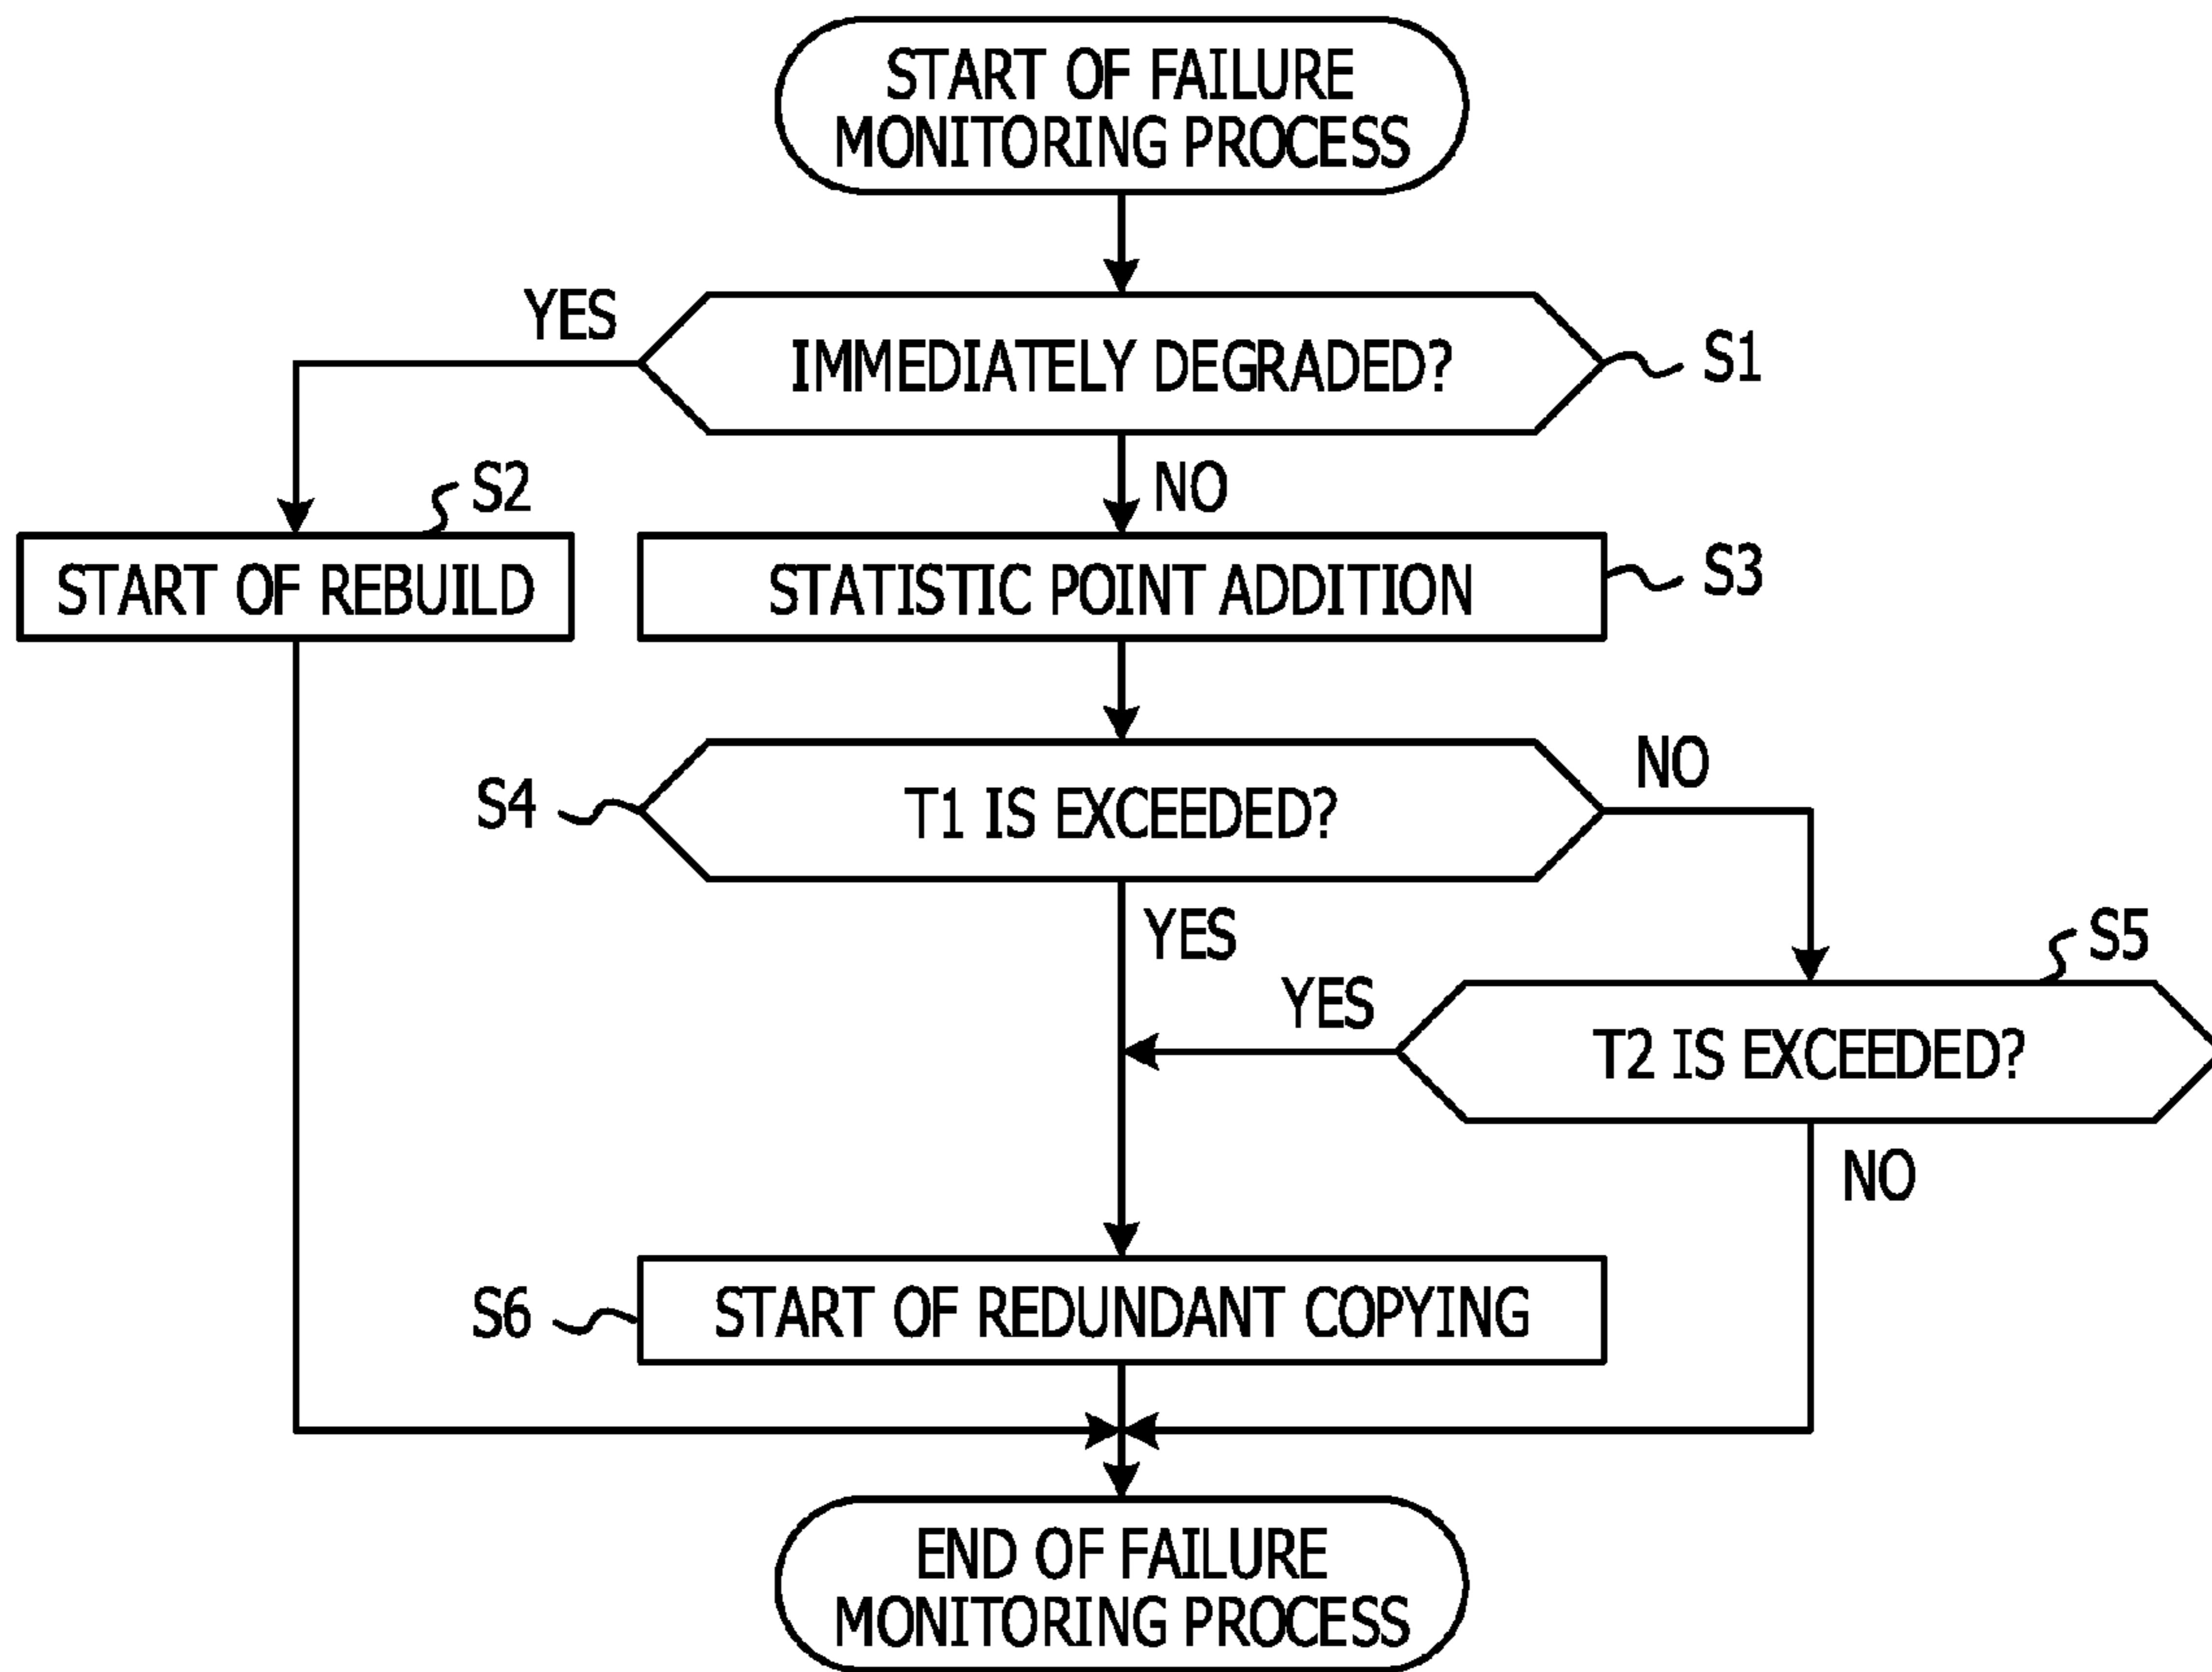 START OF FAILURE
MONITORING PROCESS
YES
IMMEDIATELY DEGRADED?
S1
S2
NO
START OF REBUILD
STATISTIC POINT ADDITION
S3
NO
S4
T1 IS EXCEEDED?
YES
S5
YES
T2 IS EXCEEDED?
NO
S6
START OF REDUNDANT COPYING
END OF FAILURE
MONITORING PROCESS